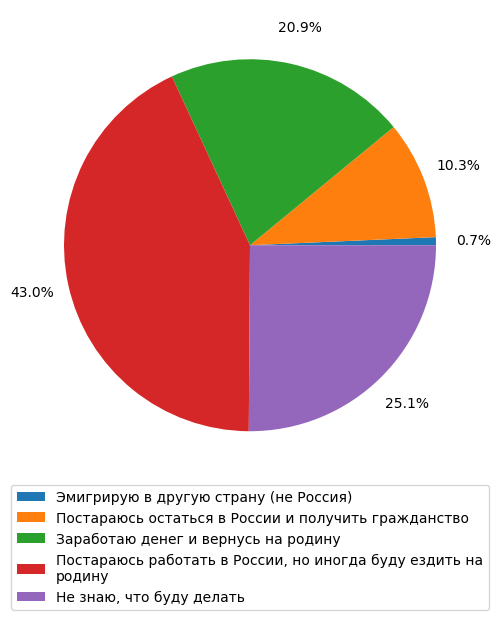 20.9%
10.3%
0.7%
43.0%
25.1%
Эмигрирую в другую страну (не Россия)
Постараюсь остаться в России и получить гражданство
Заработаю денег и вернусь на родину
Постараюсь работать в России, но иногда буду ездить на
родину
Не знаю, что буду делать